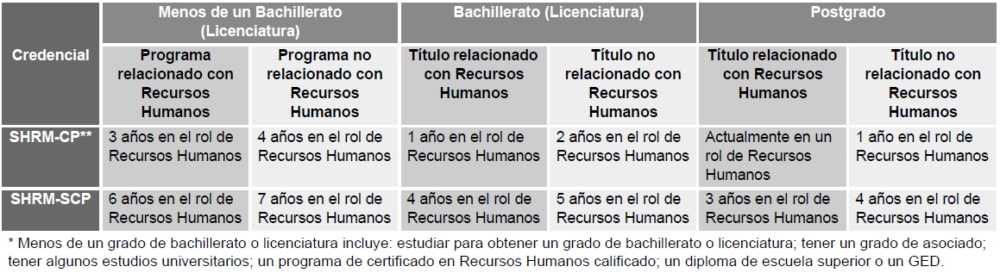 Credencial
Menos de un Bachillerato
(Licenciatura)
Bachillerato (Licenciatura)
Postgrado
Programa
relacionado con
Recursos
Humanos
Programa no
relacionado con
Recursos
Humanos
Título relacionado
con Recursos
Humanos
Título no
relacionado con
Recursos
Humanos
Título relacionado
con Recursos
Humanos
Título no
relacionado con
Recursos
Humanos
SHRM-CP**
3 años en el rol de
Recursos Humanos
4 años en el rol de
Recursos Humanos
1 año en el rol de
Recursos Humanos
2 años en el rol de
Recursos Humanos
Actualmente en un
rol de Recursos
Humanos
1 año en el rol de
Recursos Humanos
SHRM-SCP
6 años en el rol de
Recursos Humanos
7 años en el rol de
Recursos Humanos
4 años en el rol de
Recursos Humanos
5 años en el rol de
Recursos Humanos
3 años en el rol de
Recursos Humanos
4 años en el rol de
Recursos Humanos
* Menos de un grado de bachillerato o licenciatura incluye: estudiar para obtener un grado de bachillerato o licenciatura; tener un grado de asociado;
tener algunos estudios universitarios; un programa de certificado en Recursos Humanos calificado; un diploma de escuela superior o un GED.